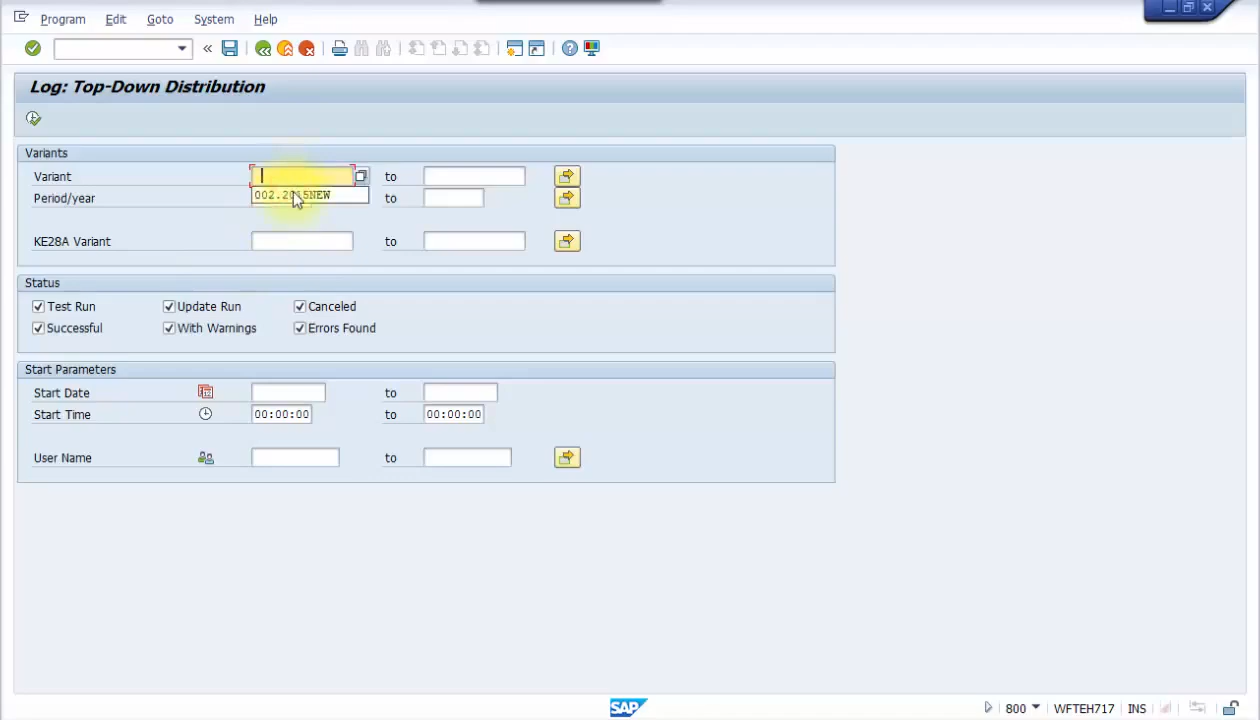 Program Edit Goto System Help
«
Log: Top-Down Distribution
Variants
Variant to
002.2015NEW
Period/year to
KE28A Variant to
Status
Test Run Update Run Canceled
Successful With Warnings Errors Found
Start Parameters
Start Date to
Start Time 00:00:00 to 00:00:00
User Name to
SAP 800 WFTEH717 INS